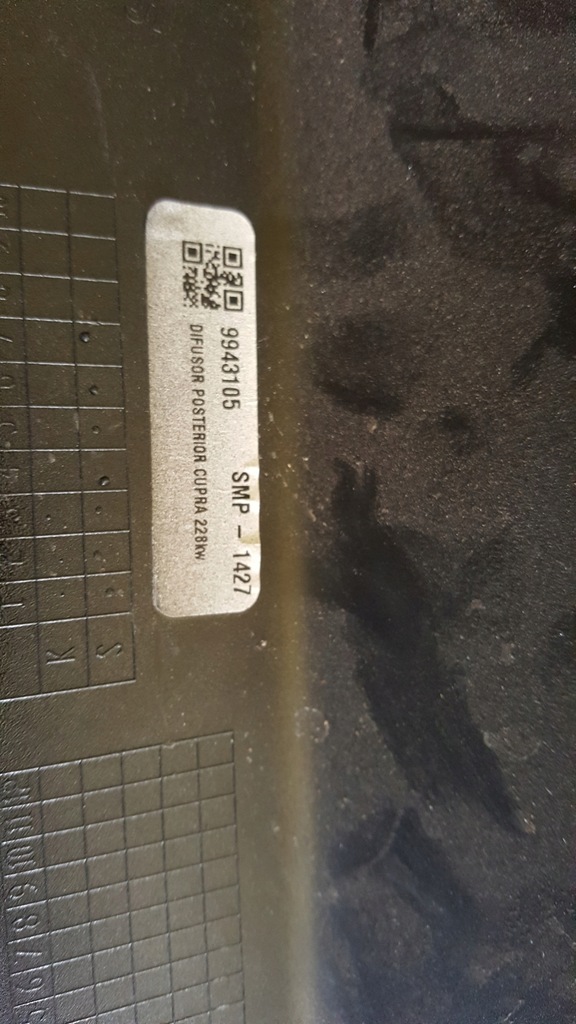 9943105
SMP - 1427
DIFUSOR POSTERIOR CUPRA 228kw
K
S